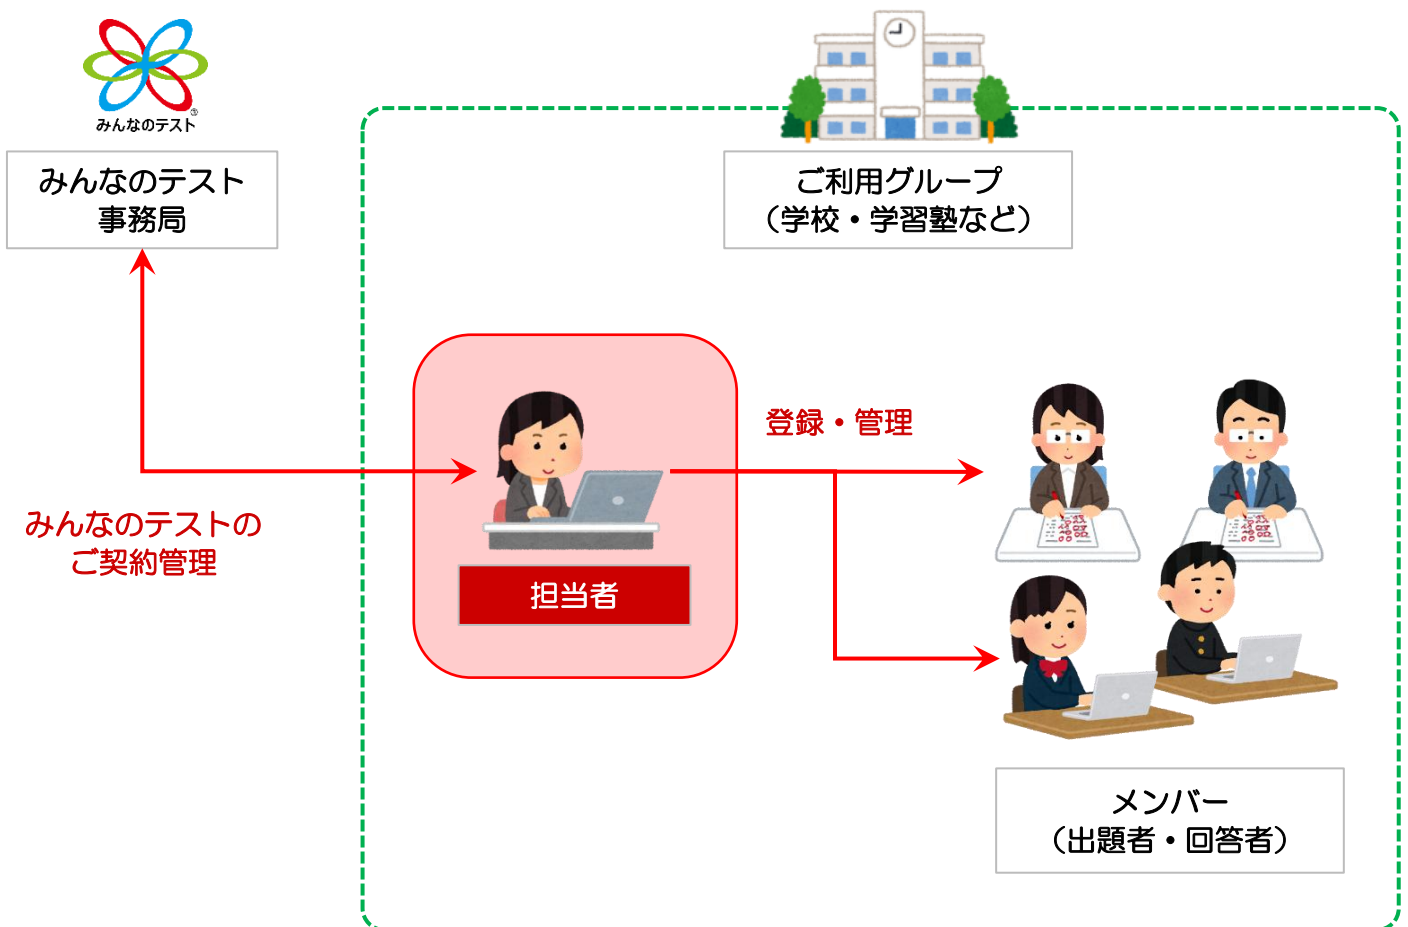 みんなのテスト
みんなのテスト
事務局
ご利用グループ
（学校・学習塾など）
登録・管理
みんなのテストの
ご契約管理
担当者
メンバー
（出題者・回答者）